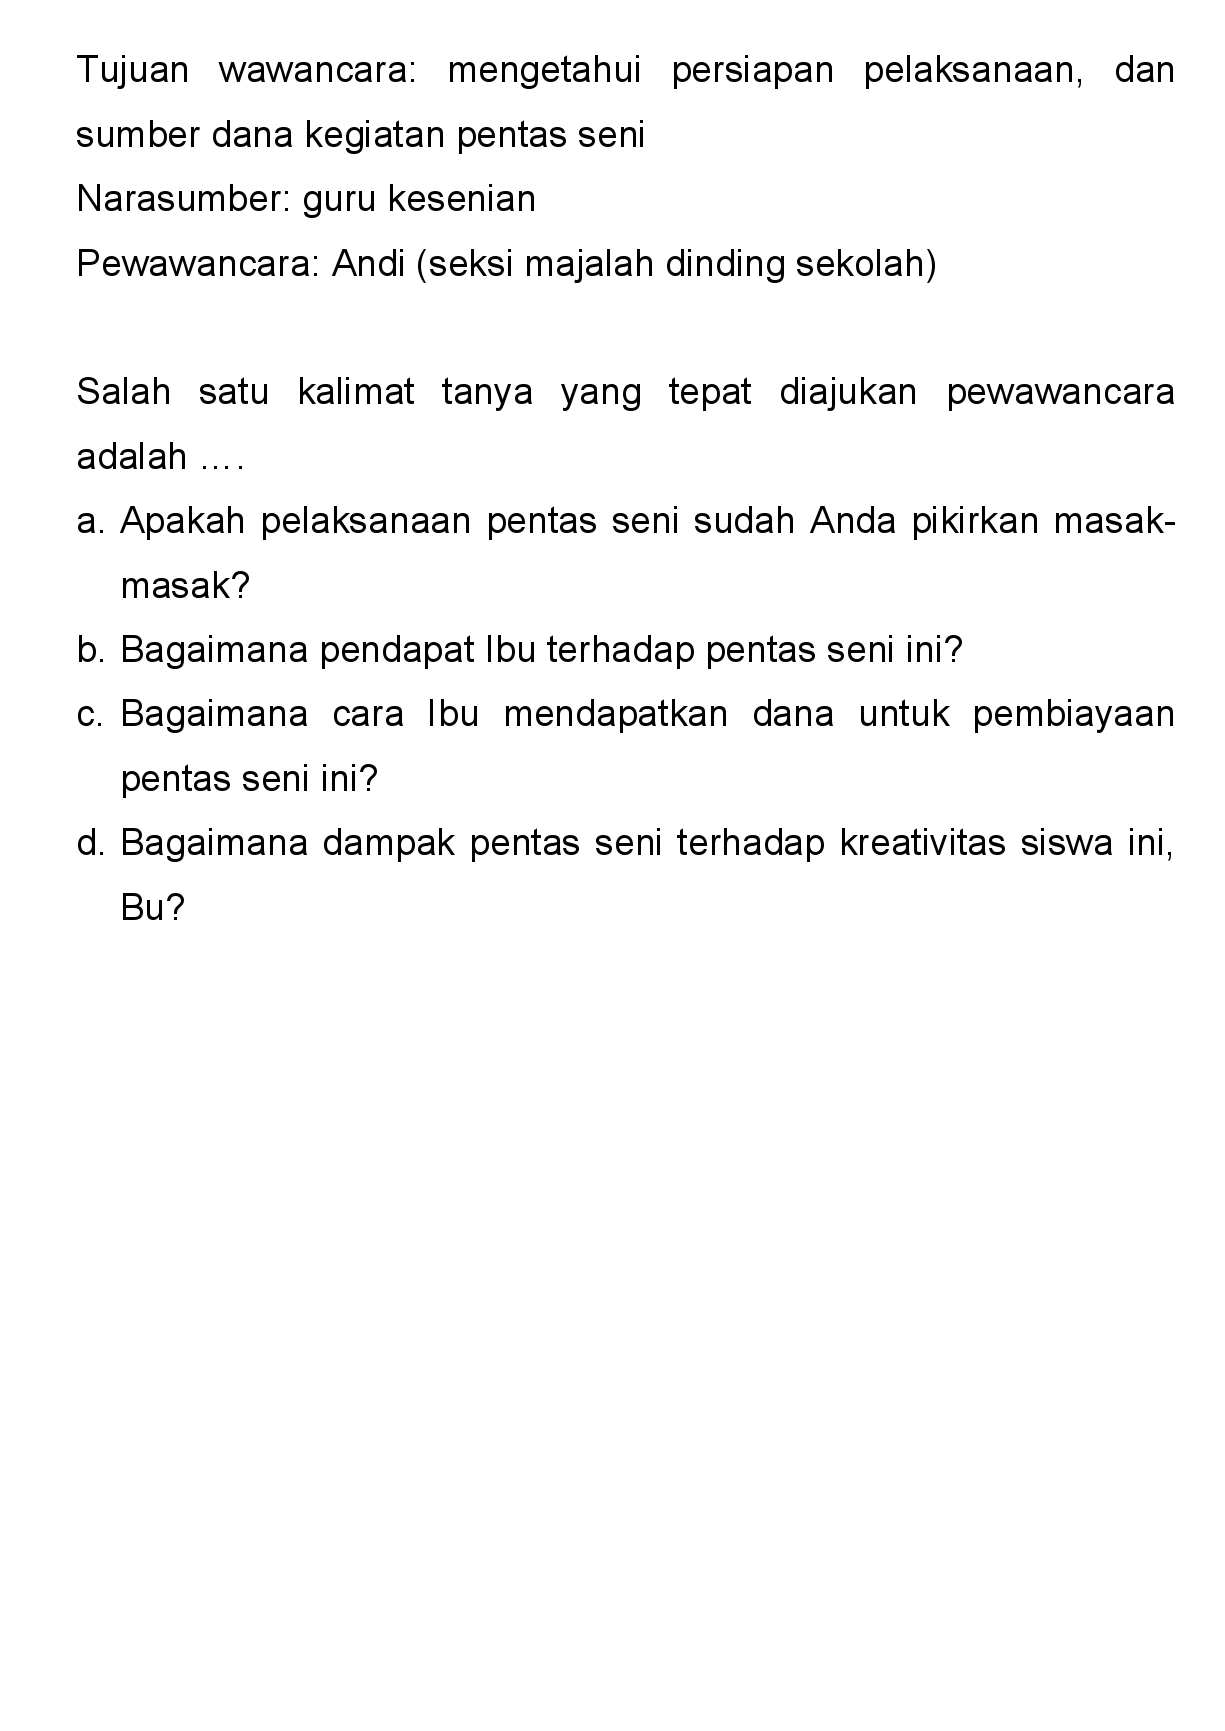 Tujuan wawancara: mengetahui persiapan pelaksanaan, dan
sumber dana kegiatan pentas seni
Narasumber: guru kesenian
Pewawancara: Andi (seksi majalah dinding sekolah)
Salah satu kalimat tanya yang tepat diajukan pewawancara
adalah ....
a. Apakah pelaksanaan pentas seni sudah Anda pikirkan masak-
masak?
b. Bagaimana pendapat Ibu terhadap pentas seni ini?
c. Bagaimana cara Ibu mendapatkan dana untuk pembiayaan
pentas seni ini?
d. Bagaimana dampak pentas seni terhadap kreativitas siswa ini,
Bu?